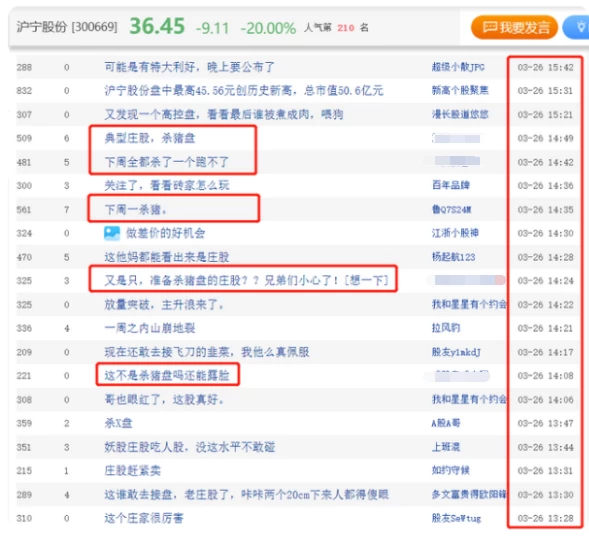 沪宁股份 [300669] 36.45 -9.11 -20.00% 人气第 210 名 我要发言
288 0 可能是有特大利好，晚上要公布了 超级小散JPG 03-26 15:42
832 0 沪宁股份盘中最高45.56元创历史新高，总市值50.6亿元 新高个股聚焦 03-26 15:31
307 0 又发现一个高控盘，看看最后谁被煮成肉，喂狗 漫长股道悠悠 03-26 15:21
509 6 典型庄股，杀猪盘 03-26 14:49
481 5 下周全都杀了一个跑不了 03-26 14:42
300 3 关注了，看看砖家怎么玩 百年品牌 03-26 14:36
561 7 下周一杀猪。 鲁Q7S24M 03-26 14:35
324 0 做差价的好机会 江浙小股神 03-26 14:30
470 5 这他妈都能看出来是庄股 杨起航123 03-26 14:28
325 3 又是只，准备杀猪盘的庄股？？兄弟们小心了！[想一下] 03-26 14:24
325 0 放量突破，主升浪来了。 我和星星有个约会 03-26 14:22
336 4 一周之内山崩地裂 拉风豹 03-26 14:21
209 0 现在还敢去接飞刀的韭菜，我他么真佩服 股友y1mkdJ 03-26 14:17
221 0 这不是杀猪盘吗还能露脸 03-26 14:08
308 0 哥也眼红了，这股真好。 我和星星有个约会 03-26 14:06
359 2 杀X盘 A股A哥 03-26 13:47
351 3 妖股庄股吃人股，没这水平不敢碰 上班混 03-26 13:44
215 1 庄股赶紧卖 如约守候 03-26 13:31
289 4 这谁敢去接盘，老庄股了，咔咔两个20cm下来人都得傻眼 多文富贵得欧阳锋 03-26 13:30
310 0 这个庄家很厉害 股友SeWtug 03-26 13:28